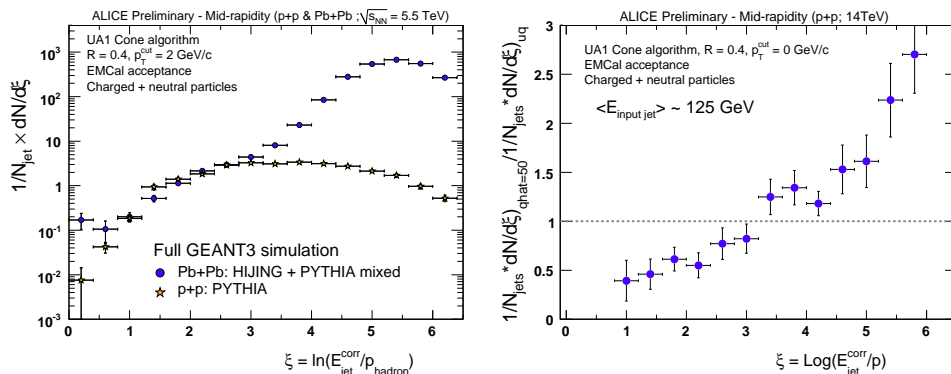 ALICE Preliminary - Mid-rapidity (p+p & Pb+Pb ;√s_NN = 5.5 TeV)
UA1 Cone algorithm
R = 0.4, p_T^cut = 2 GeV/c
EMCal acceptance
Charged + neutral particles
1/N_jet × dN/dξ
10³
10²
10
1
10⁻¹
10⁻²
10⁻³
Full GEANT3 simulation
Pb+Pb: HIJING + PYTHIA mixed
p+p: PYTHIA
0 1 2 3 4 5 6
ξ = ln(E_jet^corr/p_hadron)
ALICE Preliminary - Mid-rapidity (p+p; 14TeV)
UA1 Cone algorithm, R = 0.4, p_T^cut = 0 GeV/c
EMCal acceptance
Charged + neutral particles
<E_input jet> ~ 125 GeV
1/N_jets* dN/dξ)_qhat=50/1/N_jets* dN/dξ)_uq
3
2.5
2
1.5
1
0.5
0
0 1 2 3 4 5 6
ξ = Log(E_jet^corr/p)